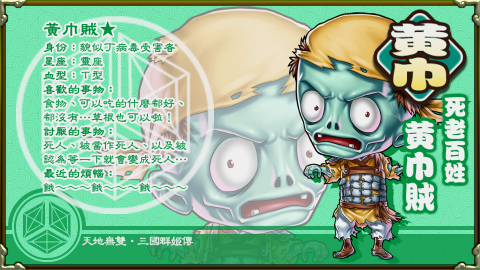 黃巾賊★
身份：貌似丁病毒受害者
星座：靈座
血型：T型
喜歡的事物：
食物、可以吃的什麼都好、
都沒有…草根也可以啦！
討厭的事物：
死人、被當作死人、以及被
認為等一下就會變成死人…
最近的煩惱：
餓～～～餓～～～餓～～～
天地無雙·三國群姬傳
黃巾
死老百姓
黃巾賊